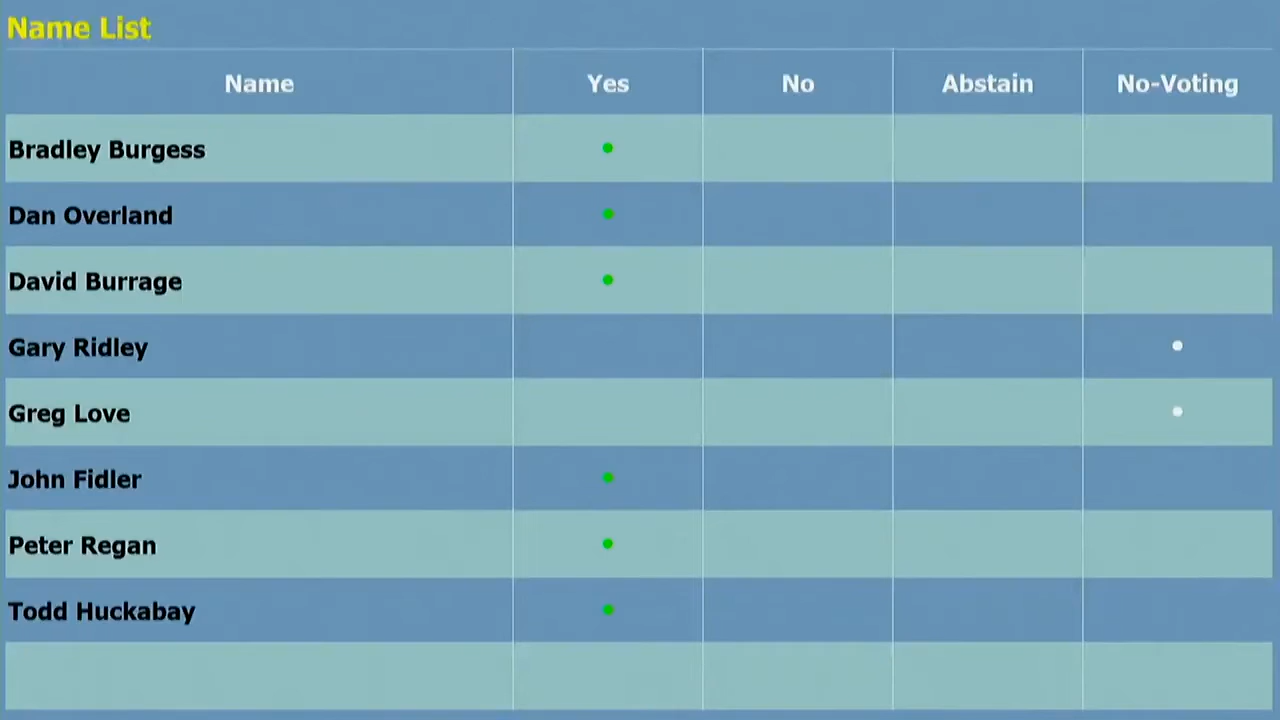 Name List
Name Yes No Abstain No-Voting
Bradley Burgess
Dan Overland
David Burrage
Gary Ridley
Greg Love
John Fidler
Peter Regan
Todd Huckabay